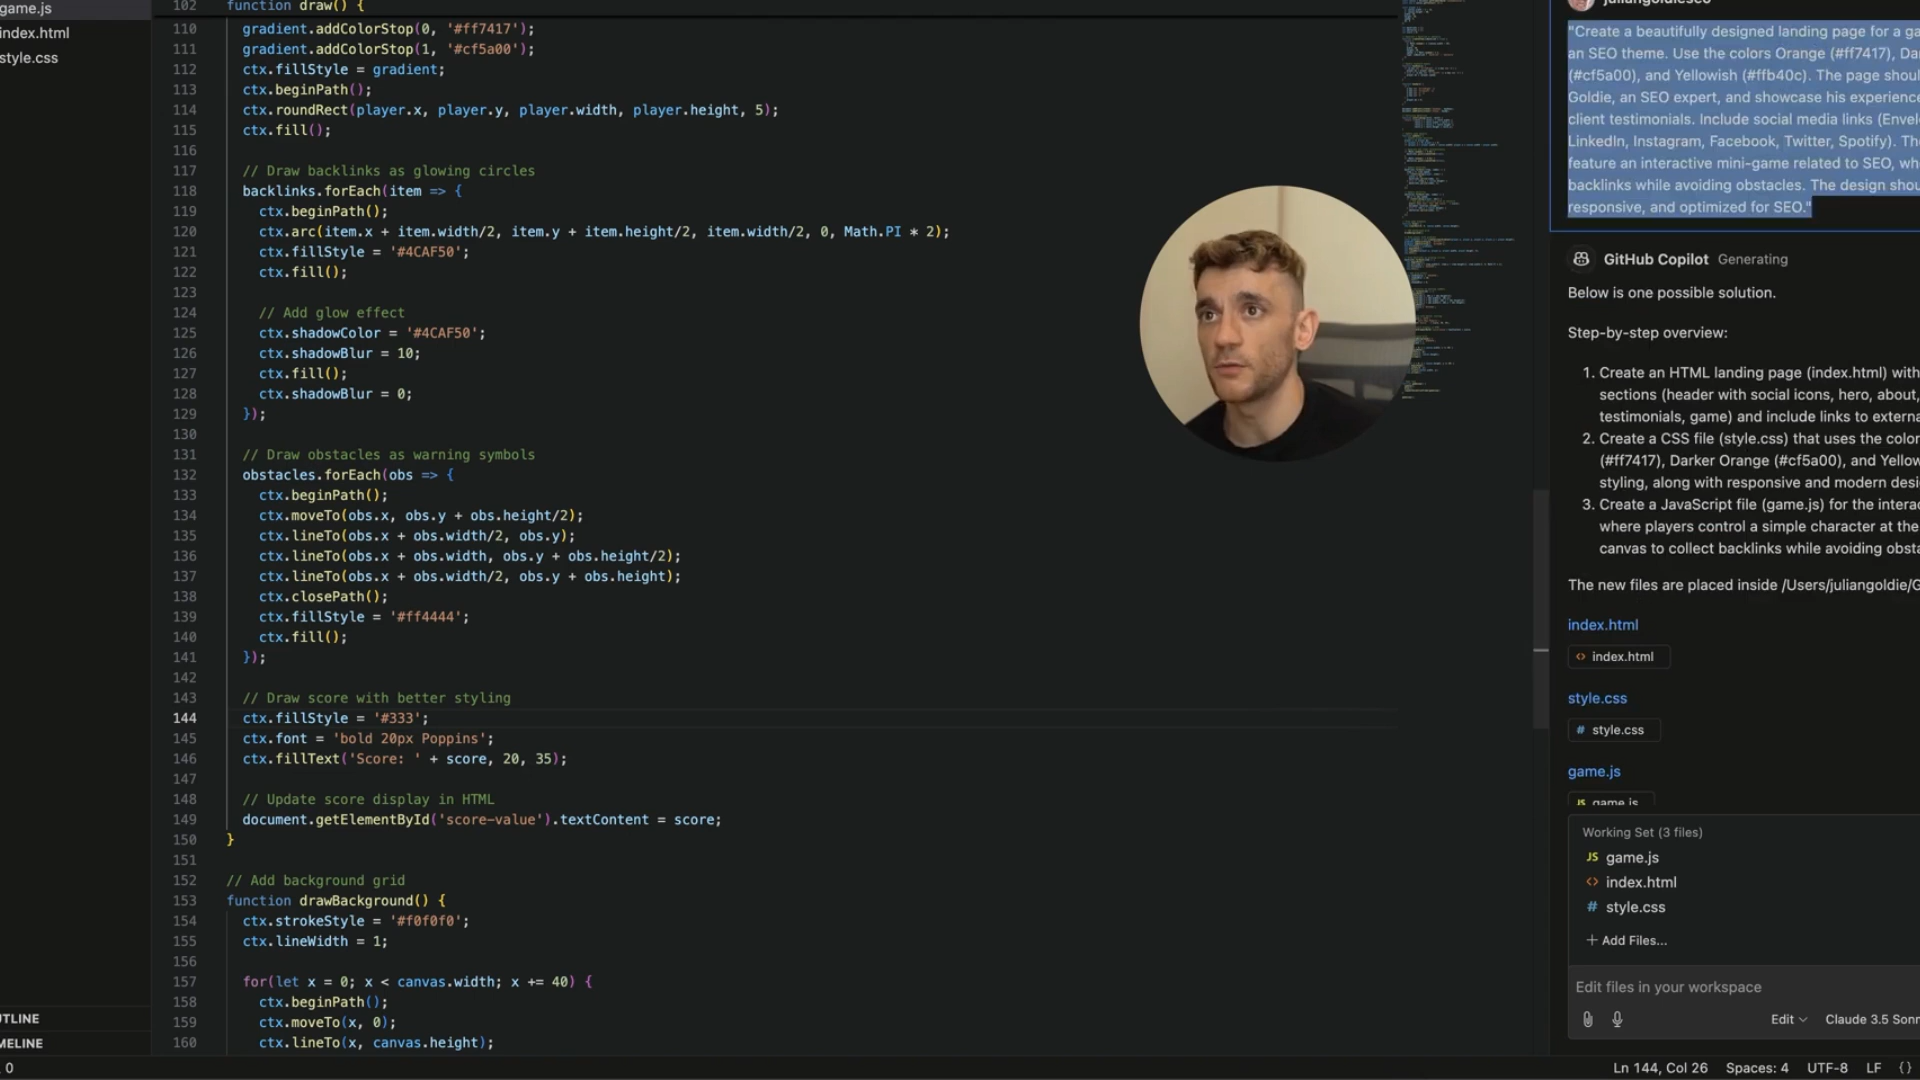 game.js
index.html
style.css
102 function draw() {
110 gradient.addColorStop(0, '#ff7417');
111 gradient.addColorStop(1, '#cf5a00');
112 ctx.fillStyle = gradient;
113 ctx.beginPath();
114 ctx.roundRect(player.x, player.y, player.width, player.height, 5);
115 ctx.fill();
116
117 // Draw backlinks as glowing circles
118 backlinks.forEach(item => {
119 ctx.beginPath();
120 ctx.arc(item.x + item.width/2, item.y + item.height/2, item.width/2, 0, Math.PI * 2);
121 ctx.fillStyle = '#4CAF50';
122 ctx.fill();
123
124 // Add glow effect
125 ctx.shadowColor = '#4CAF50';
126 ctx.shadowBlur = 10;
127 ctx.fill();
128 ctx.shadowBlur = 0;
129 });
130
131 // Draw obstacles as warning symbols
132 obstacles.forEach(obs => {
133 ctx.beginPath();
134 ctx.moveTo(obs.x, obs.y + obs.height/2);
135 ctx.lineTo(obs.x + obs.width/2, obs.y);
136 ctx.lineTo(obs.x + obs.width, obs.y + obs.height/2);
137 ctx.lineTo(obs.x + obs.width/2, obs.y + obs.height);
138 ctx.closePath();
139 ctx.fillStyle = '#ff4444';
140 ctx.fill();
141 });
142
143 // Draw score with better styling
144 ctx.fillStyle = '#333';
145 ctx.font = 'bold 20px Poppins';
146 ctx.fillText('Score: ' + score, 20, 35);
147
148 // Update score display in HTML
149 document.getElementById('score-value').textContent = score;
150 }
151
152 // Add background grid
153 function drawBackground() {
154 ctx.strokeStyle = '#f0f0f0';
155 ctx.lineWidth = 1;
156
157 for(let x = 0; x < canvas.width; x += 40) {
158 ctx.beginPath();
159 ctx.moveTo(x, 0);
160 ctx.lineTo(x, canvas.height);
juliangoldieseo
"Create a beautifully designed landing page for a ga
an SEO theme. Use the colors Orange (#ff7417), Da
(#cf5a00), and Yellowish (#ffb40c). The page shou
Goldie, an SEO expert, and showcase his experience
client testimonials. Include social media links (Envel
LinkedIn, Instagram, Facebook, Twitter, Spotify). Th
feature an interactive mini-game related to SEO, wh
backlinks while avoiding obstacles. The design shou
responsive, and optimized for SEO."
GitHub Copilot Generating
Below is one possible solution.
Step-by-step overview:
1. Create an HTML landing page (index.html) with
sections (header with social icons, hero, about,
testimonials, game) and include links to externa
2. Create a CSS file (style.css) that uses the color
(#ff7417), Darker Orange (#cf5a00), and Yellow
styling, along with responsive and modern desi
3. Create a JavaScript file (game.js) for the interac
where players control a simple character at the
canvas to collect backlinks while avoiding obsta
The new files are placed inside /Users/juliangoldie/G
index.html
<> index.html
style.css
# style.css
game.js
JS game.js
Working Set (3 files)
JS game.js
<> index.html
# style.css
+ Add Files...
Edit files in your workspace
Edit Claude 3.5 Sonn
UTLINE
MELINE
0
Ln 144, Col 26 Spaces: 4 UTF-8 LF {}